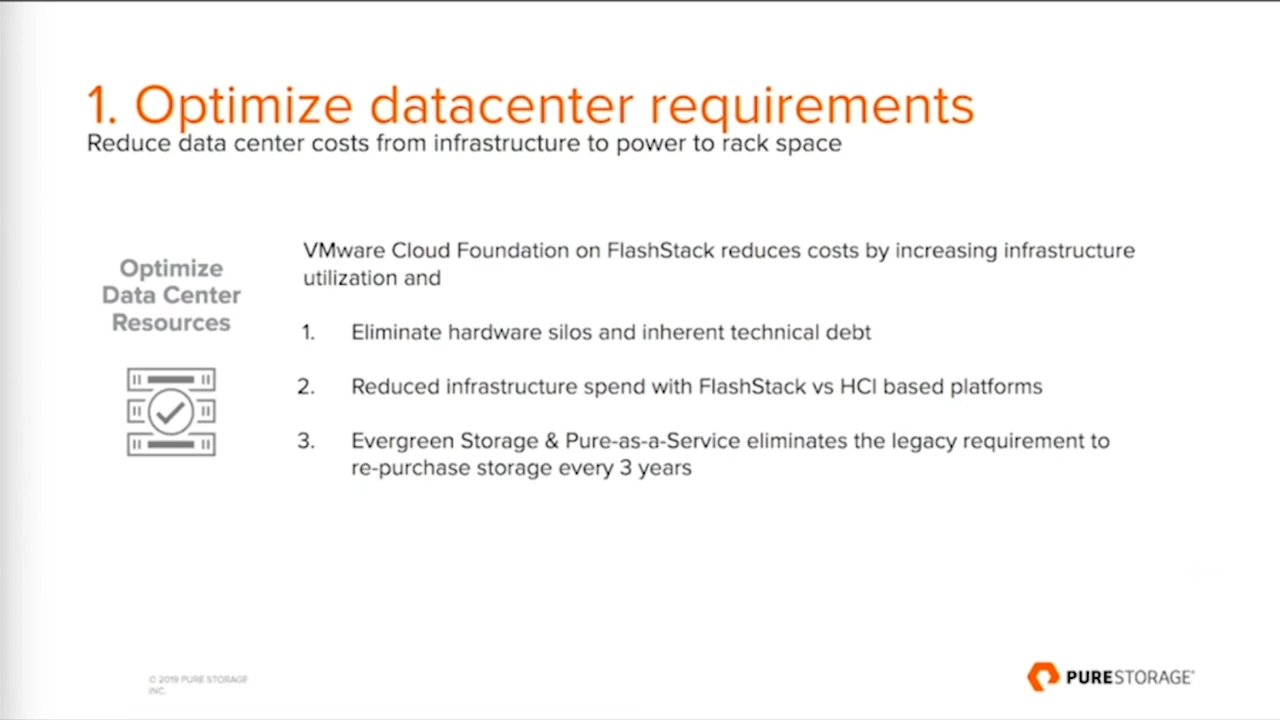 1. Optimize datacenter requirements
Reduce data center costs from infrastructure to power to rack space
Optimize
Data Center
Resources
VMware Cloud Foundation on FlashStack reduces costs by increasing infrastructure
utilization and
1. Eliminate hardware silos and inherent technical debt
2. Reduced infrastructure spend with FlashStack vs HCI based platforms
3. Evergreen Storage & Pure-as-a-Service eliminates the legacy requirement to
re-purchase storage every 3 years
© 2019 PURE STORAGE
INC.
PURESTORAGE®